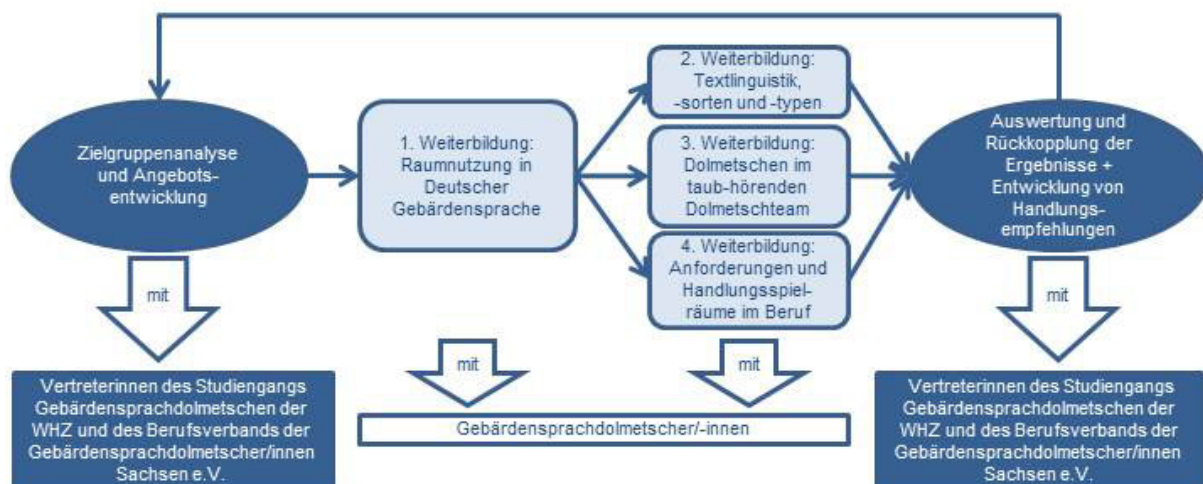 Zielgruppenanalyse
und Angebots-
entwicklung
1. Weiterbildung:
Raumnutzung in
Deutscher
Gebärdensprache
2. Weiterbildung:
Textlinguistik,
-sorten und -typen
3. Weiterbildung:
Dolmetschen im
taub-hörenden
Dolmetschteam
4. Weiterbildung:
Anforderungen und
Handlungsspiel-
räume im Beruf
Auswertung und
Rückkopplung der
Ergebnisse +
Entwicklung von
Handlungs-
empfehlungen
mit
mit
mit
mit
Vertreterinnen des Studiengangs
Gebärdensprachdolmetschen der
WHZ und des Berufsverbands der
Gebärdensprachdolmetscher/innen
Sachsen e.V.
Gebärdensprachdolmetscher/-innen
Vertreterinnen des Studiengangs
Gebärdensprachdolmetschen der
WHZ und des Berufsverbands der
Gebärdensprachdolmetscher/innen
Sachsen e.V.